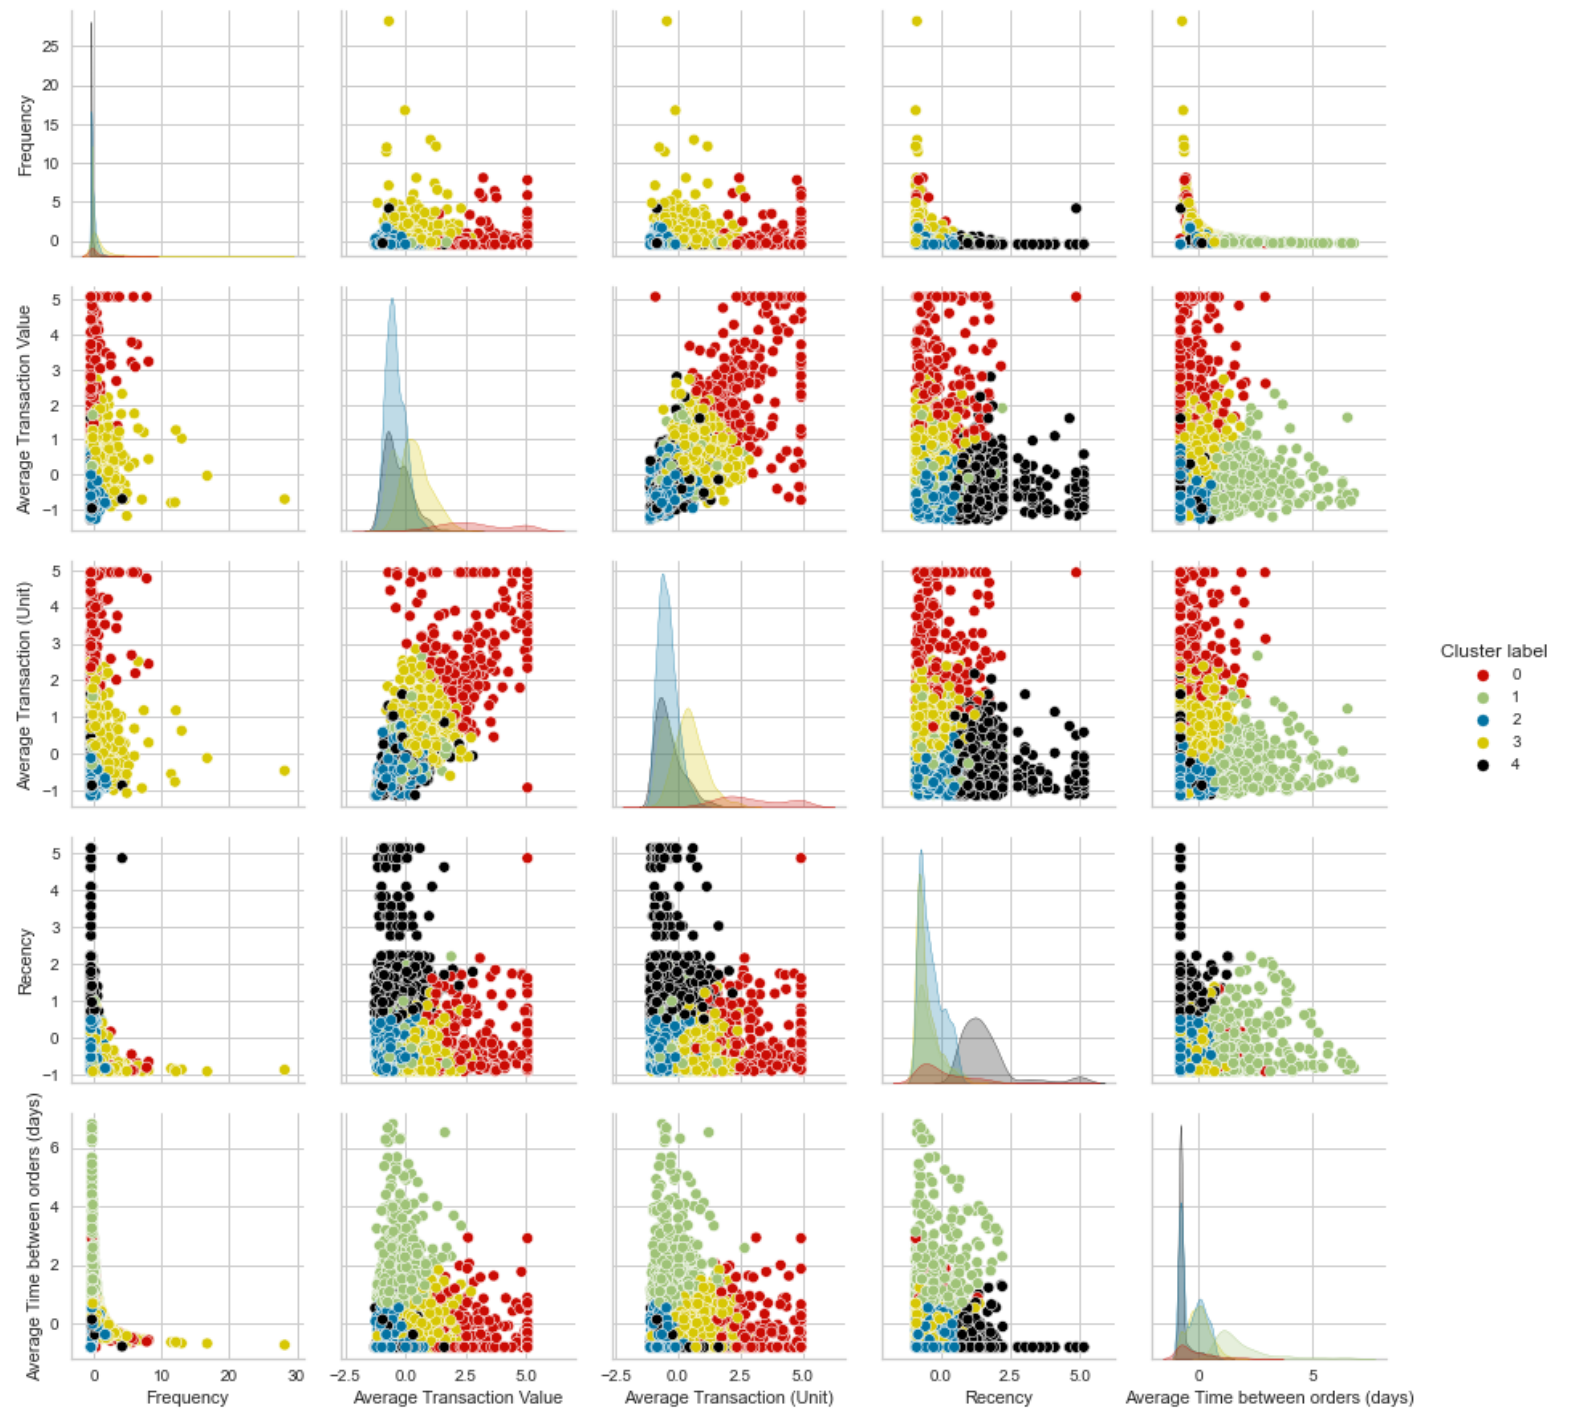 Frequency
25
20
15
10
5
0
Average Transaction Value
5
4
3
2
1
0
−1
Average Transaction (Unit)
5
4
3
2
1
0
−1
Cluster label
0
1
2
3
4
Recency
5
4
3
2
1
0
−1
Average Time between orders (days)
6
4
2
0
0 10 20 30
−2.5 0.0 2.5 5.0
−2.5 0.0 2.5 5.0
0.0 2.5 5.0
0 5
Frequency
Average Transaction Value
Average Transaction (Unit)
Recency
Average Time between orders (days)